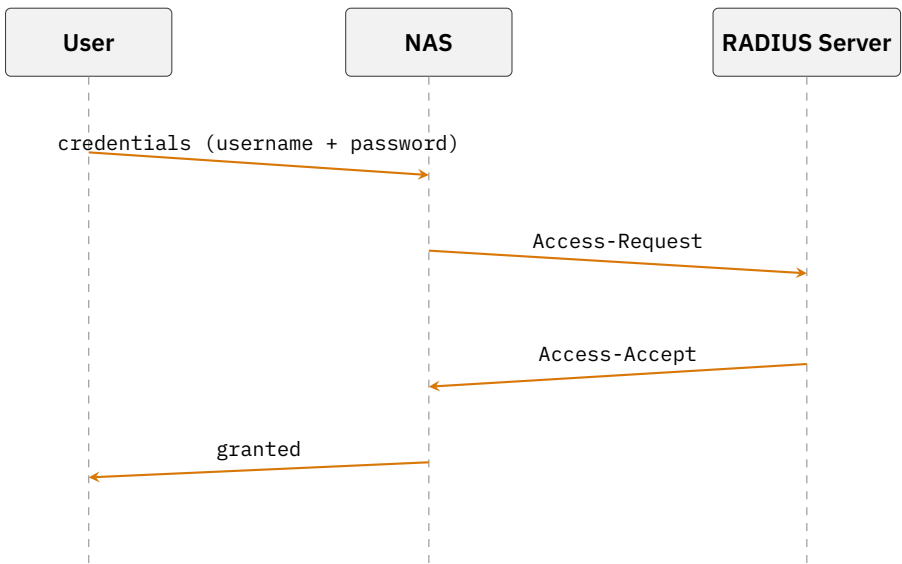 User
NAS
RADIUS Server
credentials (username + password)
Access-Request
Access-Accept
granted